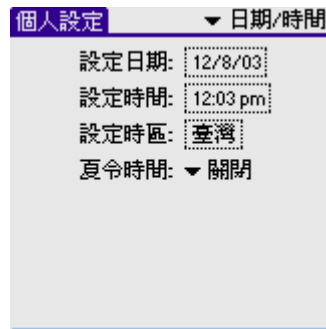 個人設定 ▼ 日期/時間
設定日期: 12/8/03
設定時間: 12:03 pm
設定時區: 臺灣
夏令時間: ▼ 關閉